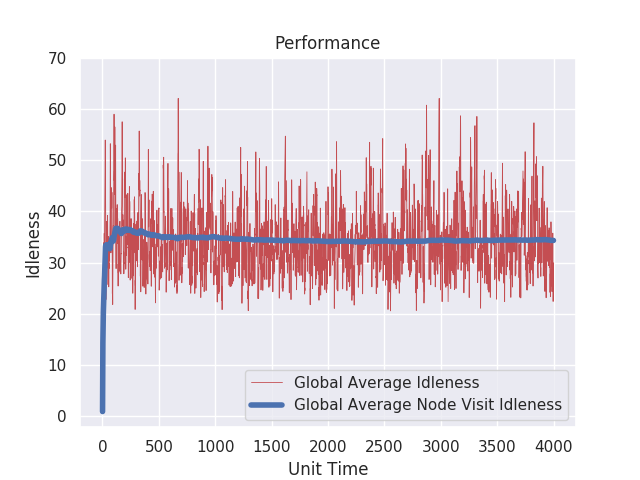 Performance
70
60
50
40
30
20
10
0
Idleness
0 500 1000 1500 2000 2500 3000 3500 4000
Unit Time
Global Average Idleness
Global Average Node Visit Idleness